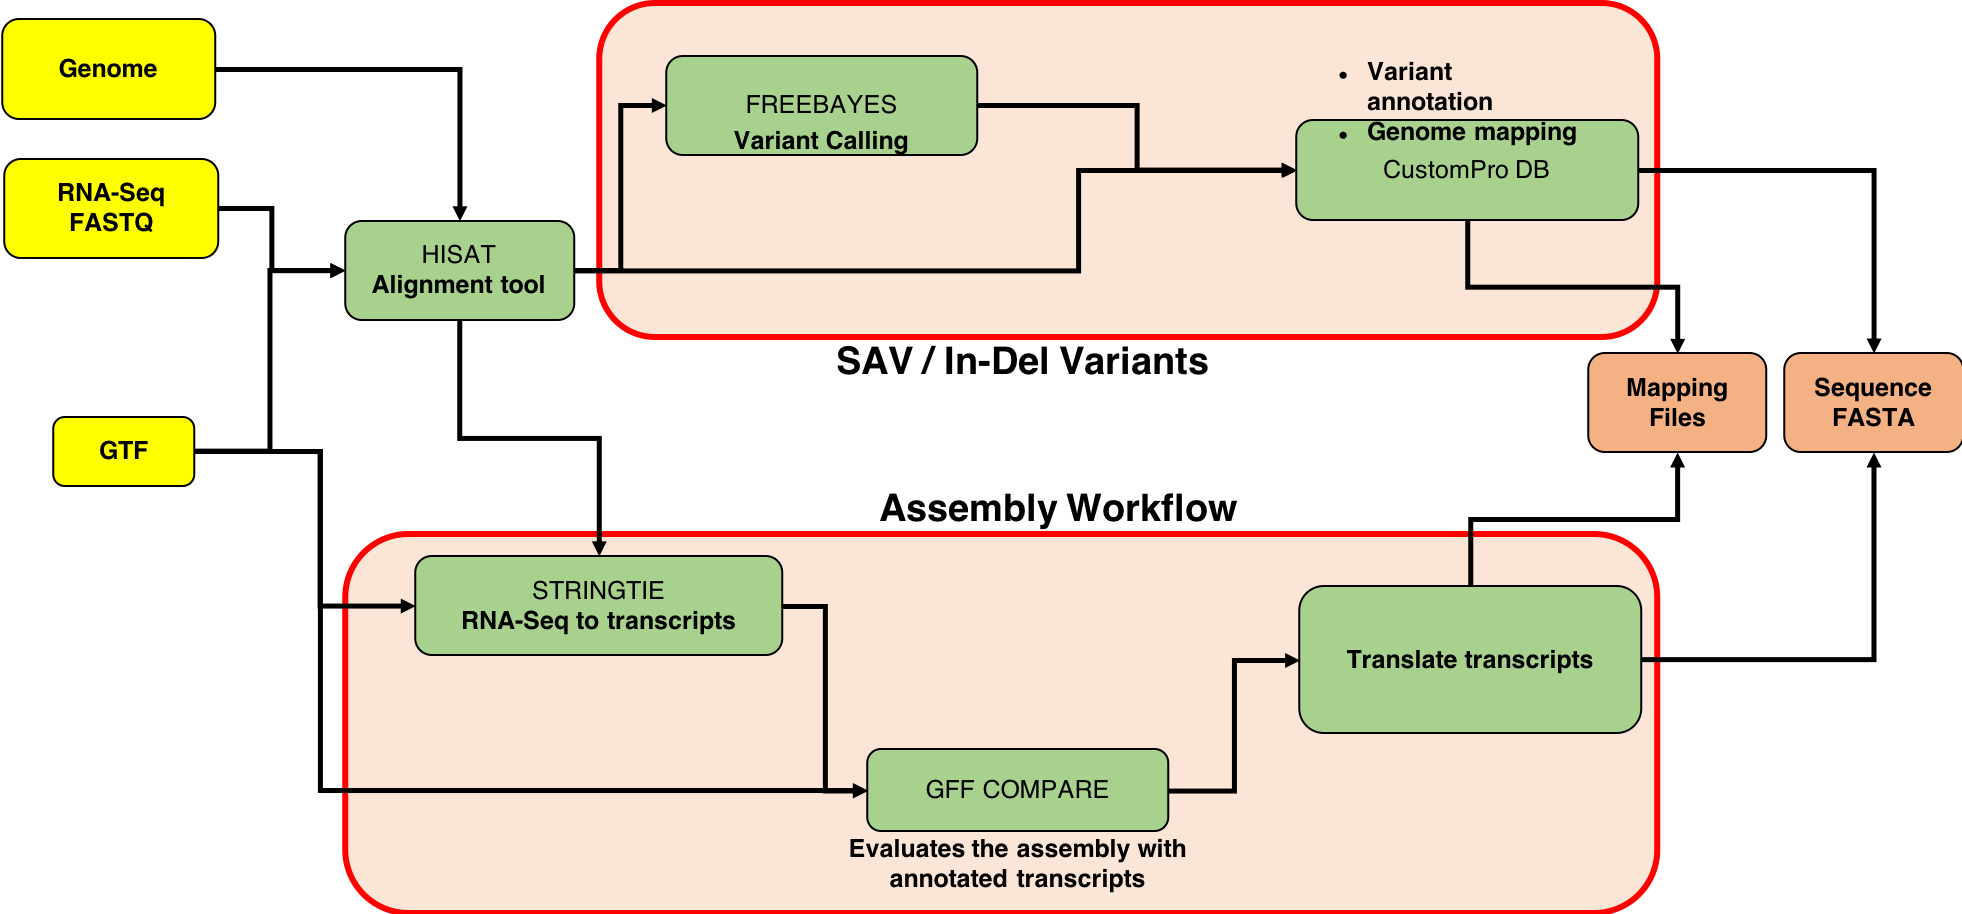 Genome
RNA-Seq
FASTQ
GTF
HISAT
Alignment tool
FREEBAYES
Variant Calling
• Variant
annotation
• Genome mapping
CustomPro DB
SAV / In-Del Variants
Mapping
Files
Sequence
FASTA
Assembly Workflow
STRINGTIE
RNA-Seq to transcripts
Translate transcripts
GFF COMPARE
Evaluates the assembly with
annotated transcripts